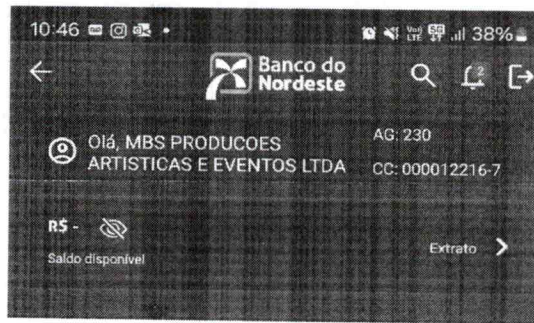 10:46 38%
Banco do
Nordeste
2
Olá, MBS PRODUCOES
ARTISTICAS E EVENTOS LTDA
AG: 230
CC: 000012216-7
R$ -
Saldo disponível
Extrato